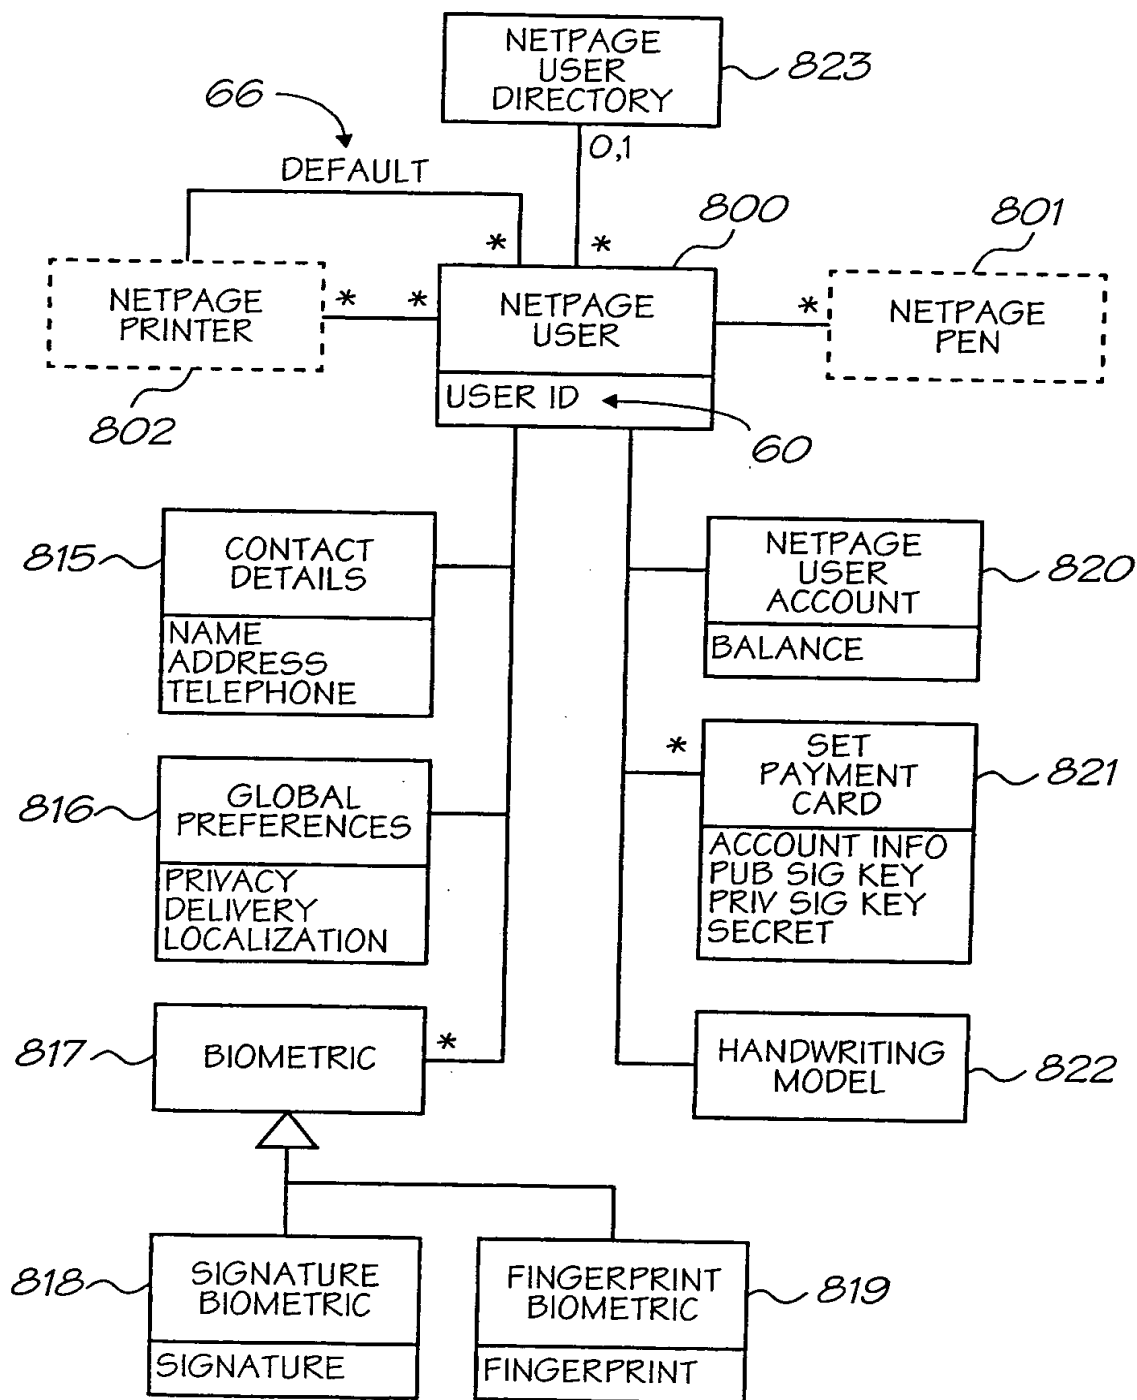 NETPAGE
USER
DIRECTORY
823
0,1
66
DEFAULT
800
801
*
*
NETPAGE
PRINTER
*
*
NETPAGE
USER
*
NETPAGE
PEN
802
USER ID
60
815
CONTACT
DETAILS
NAME
ADDRESS
TELEPHONE
NETPAGE
USER
ACCOUNT
820
BALANCE
816
GLOBAL
PREFERENCES
PRIVACY
DELIVERY
LOCALIZATION
*
SET
PAYMENT
CARD
821
ACCOUNT INFO
PUB SIG KEY
PRIV SIG KEY
SECRET
817
BIOMETRIC
*
HANDWRITING
MODEL
822
818
SIGNATURE
BIOMETRIC
SIGNATURE
FINGERPRINT
BIOMETRIC
819
FINGERPRINT